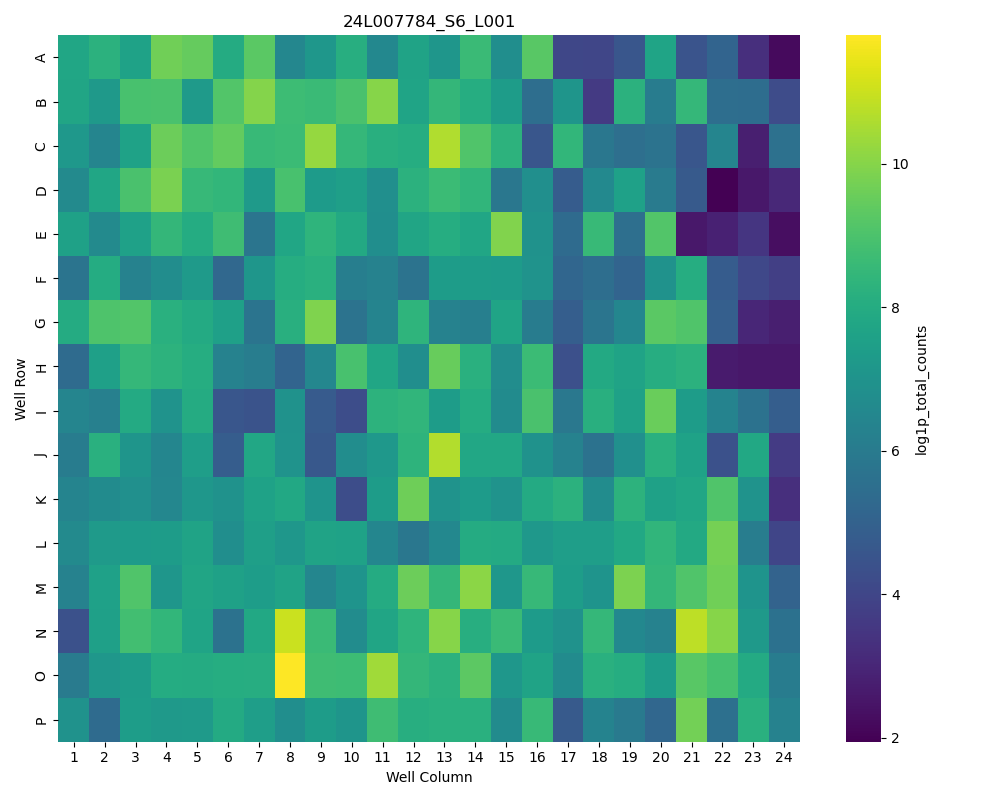 24L007784_S6_L001
Well Row
A
B
C
D
E
F
G
H
I
J
K
L
M
N
O
P
1 2 3 4 5 6 7 8 9 10 11 12 13 14 15 16 17 18 19 20 21 22 23 24
Well Column
10
8
6
4
2
log1p_total_counts